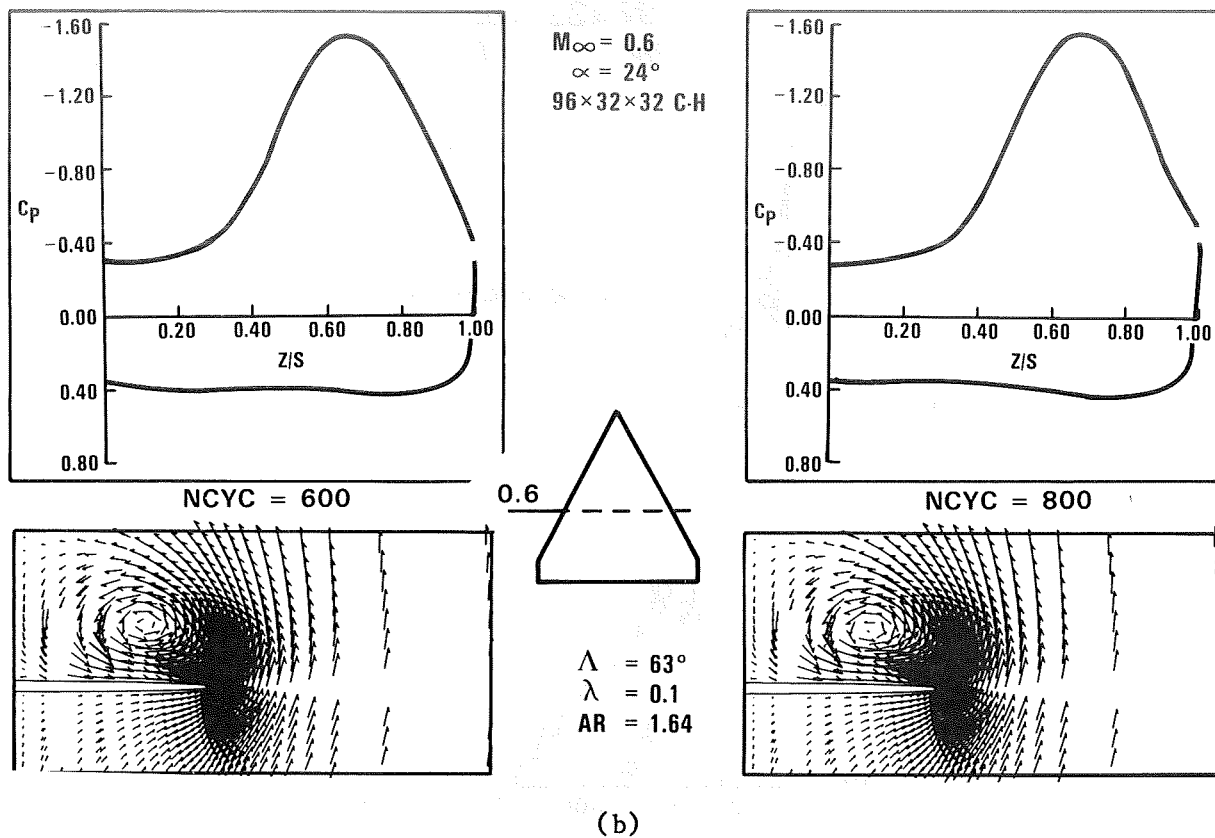 −1.60
−1.20
−0.80
CP
−0.40
0.00
0.20 0.40 0.60 0.80 1.00
Z/S
0.40
0.80
NCYC = 600
M∞ = 0.6
∝ = 24°
96×32×32 C-H
0.6
Λ = 63°
λ = 0.1
AR = 1.64
−1.60
−1.20
−0.80
CP
−0.40
0.00
0.20 0.40 0.60 0.80 1.00
Z/S
0.40
0.80
NCYC = 800
(b)